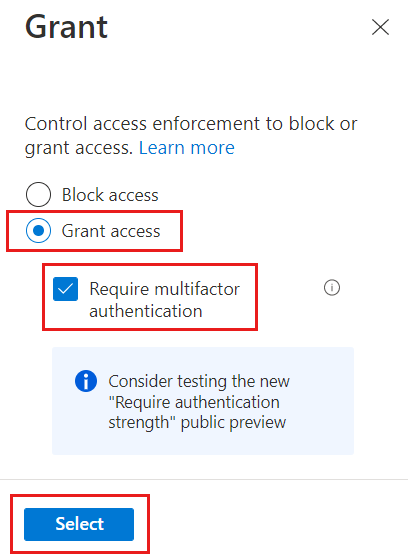 Grant
Control access enforcement to block or
grant access. Learn more
Block access
Grant access
Require multifactor
authentication
Consider testing the new
"Require authentication
strength" public preview
Select